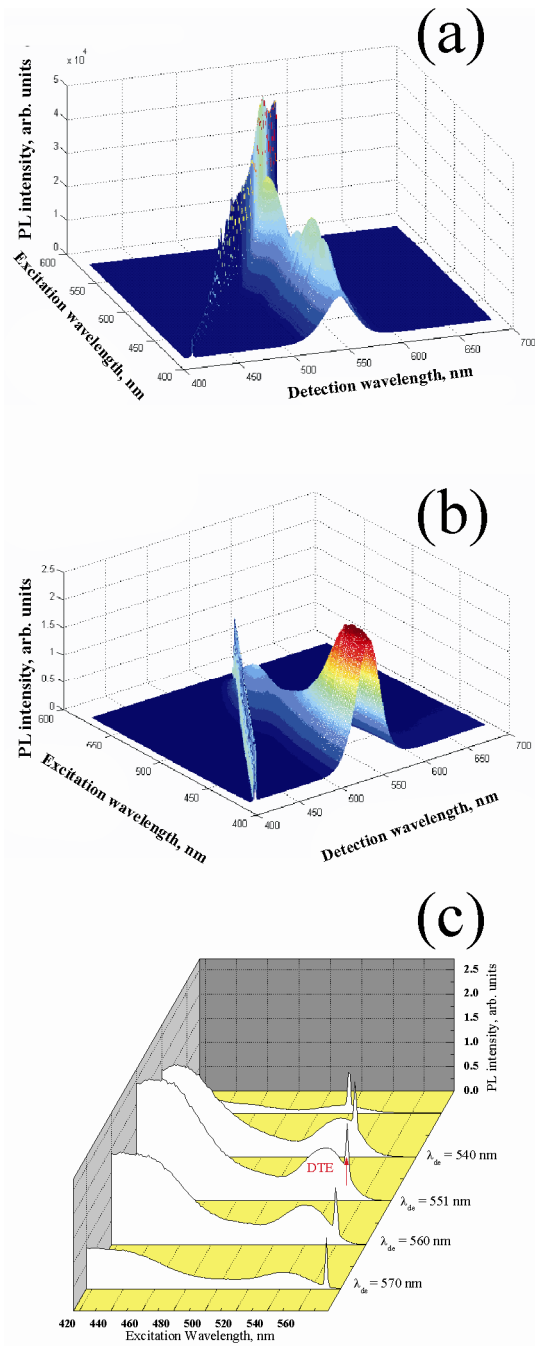 (a)
x 10^4
5
4
3
2
1
0
PL intensity, arb. units
600
550
500
450
400
Excitation wavelength, nm
400
450
500
550
600
650
700
Detection wavelength, nm
(b)
2.5
2
1.5
1
0.5
0
PL intensity, arb. units
600
550
500
450
400
Excitation wavelength, nm
400
450
500
550
600
650
700
Detection wavelength, nm
(c)
2.5
2.0
1.5
1.0
0.5
0.0
PL intensity, arb. units
DTE
λde = 540 nm
λde = 551 nm
λde = 560 nm
λde = 570 nm
420 440 460 480 500 520 540 560
Excitation Wavelength, nm